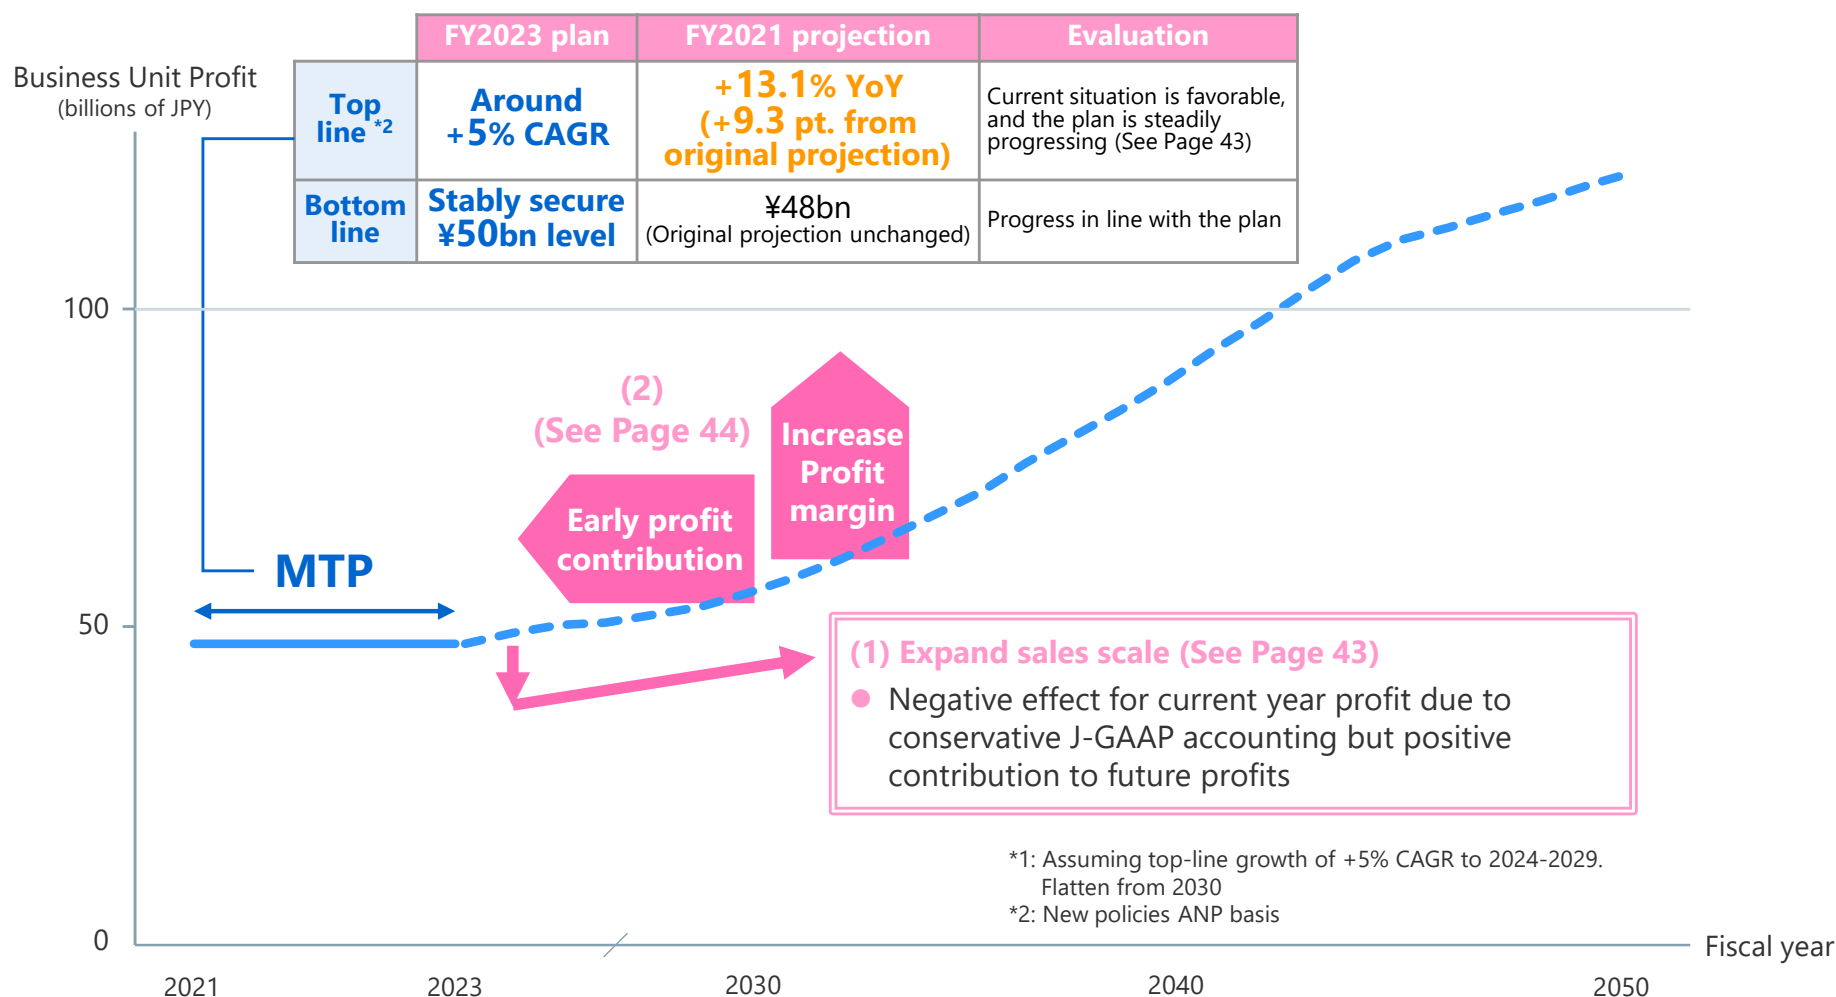 FY2023 plan
FY2021 projection
Evaluation
Business Unit Profit
(billions of JPY)
Top
line *2
Around
+5% CAGR
+13.1% YoY
(+9.3 pt. from
original projection)
Current situation is favorable,
and the plan is steadily
progressing (See Page 43)
Bottom
line
Stably secure
¥50bn level
¥48bn
(Original projection unchanged)
Progress in line with the plan
100
(2)
(See Page 44)
Increase
Profit
margin
Early profit
contribution
MTP
50
(1) Expand sales scale (See Page 43)
● Negative effect for current year profit due to
conservative J-GAAP accounting but positive
contribution to future profits
*1: Assuming top-line growth of +5% CAGR to 2024-2029.
Flatten from 2030
*2: New policies ANP basis
0
Fiscal year
2021
2023
2030
2040
2050